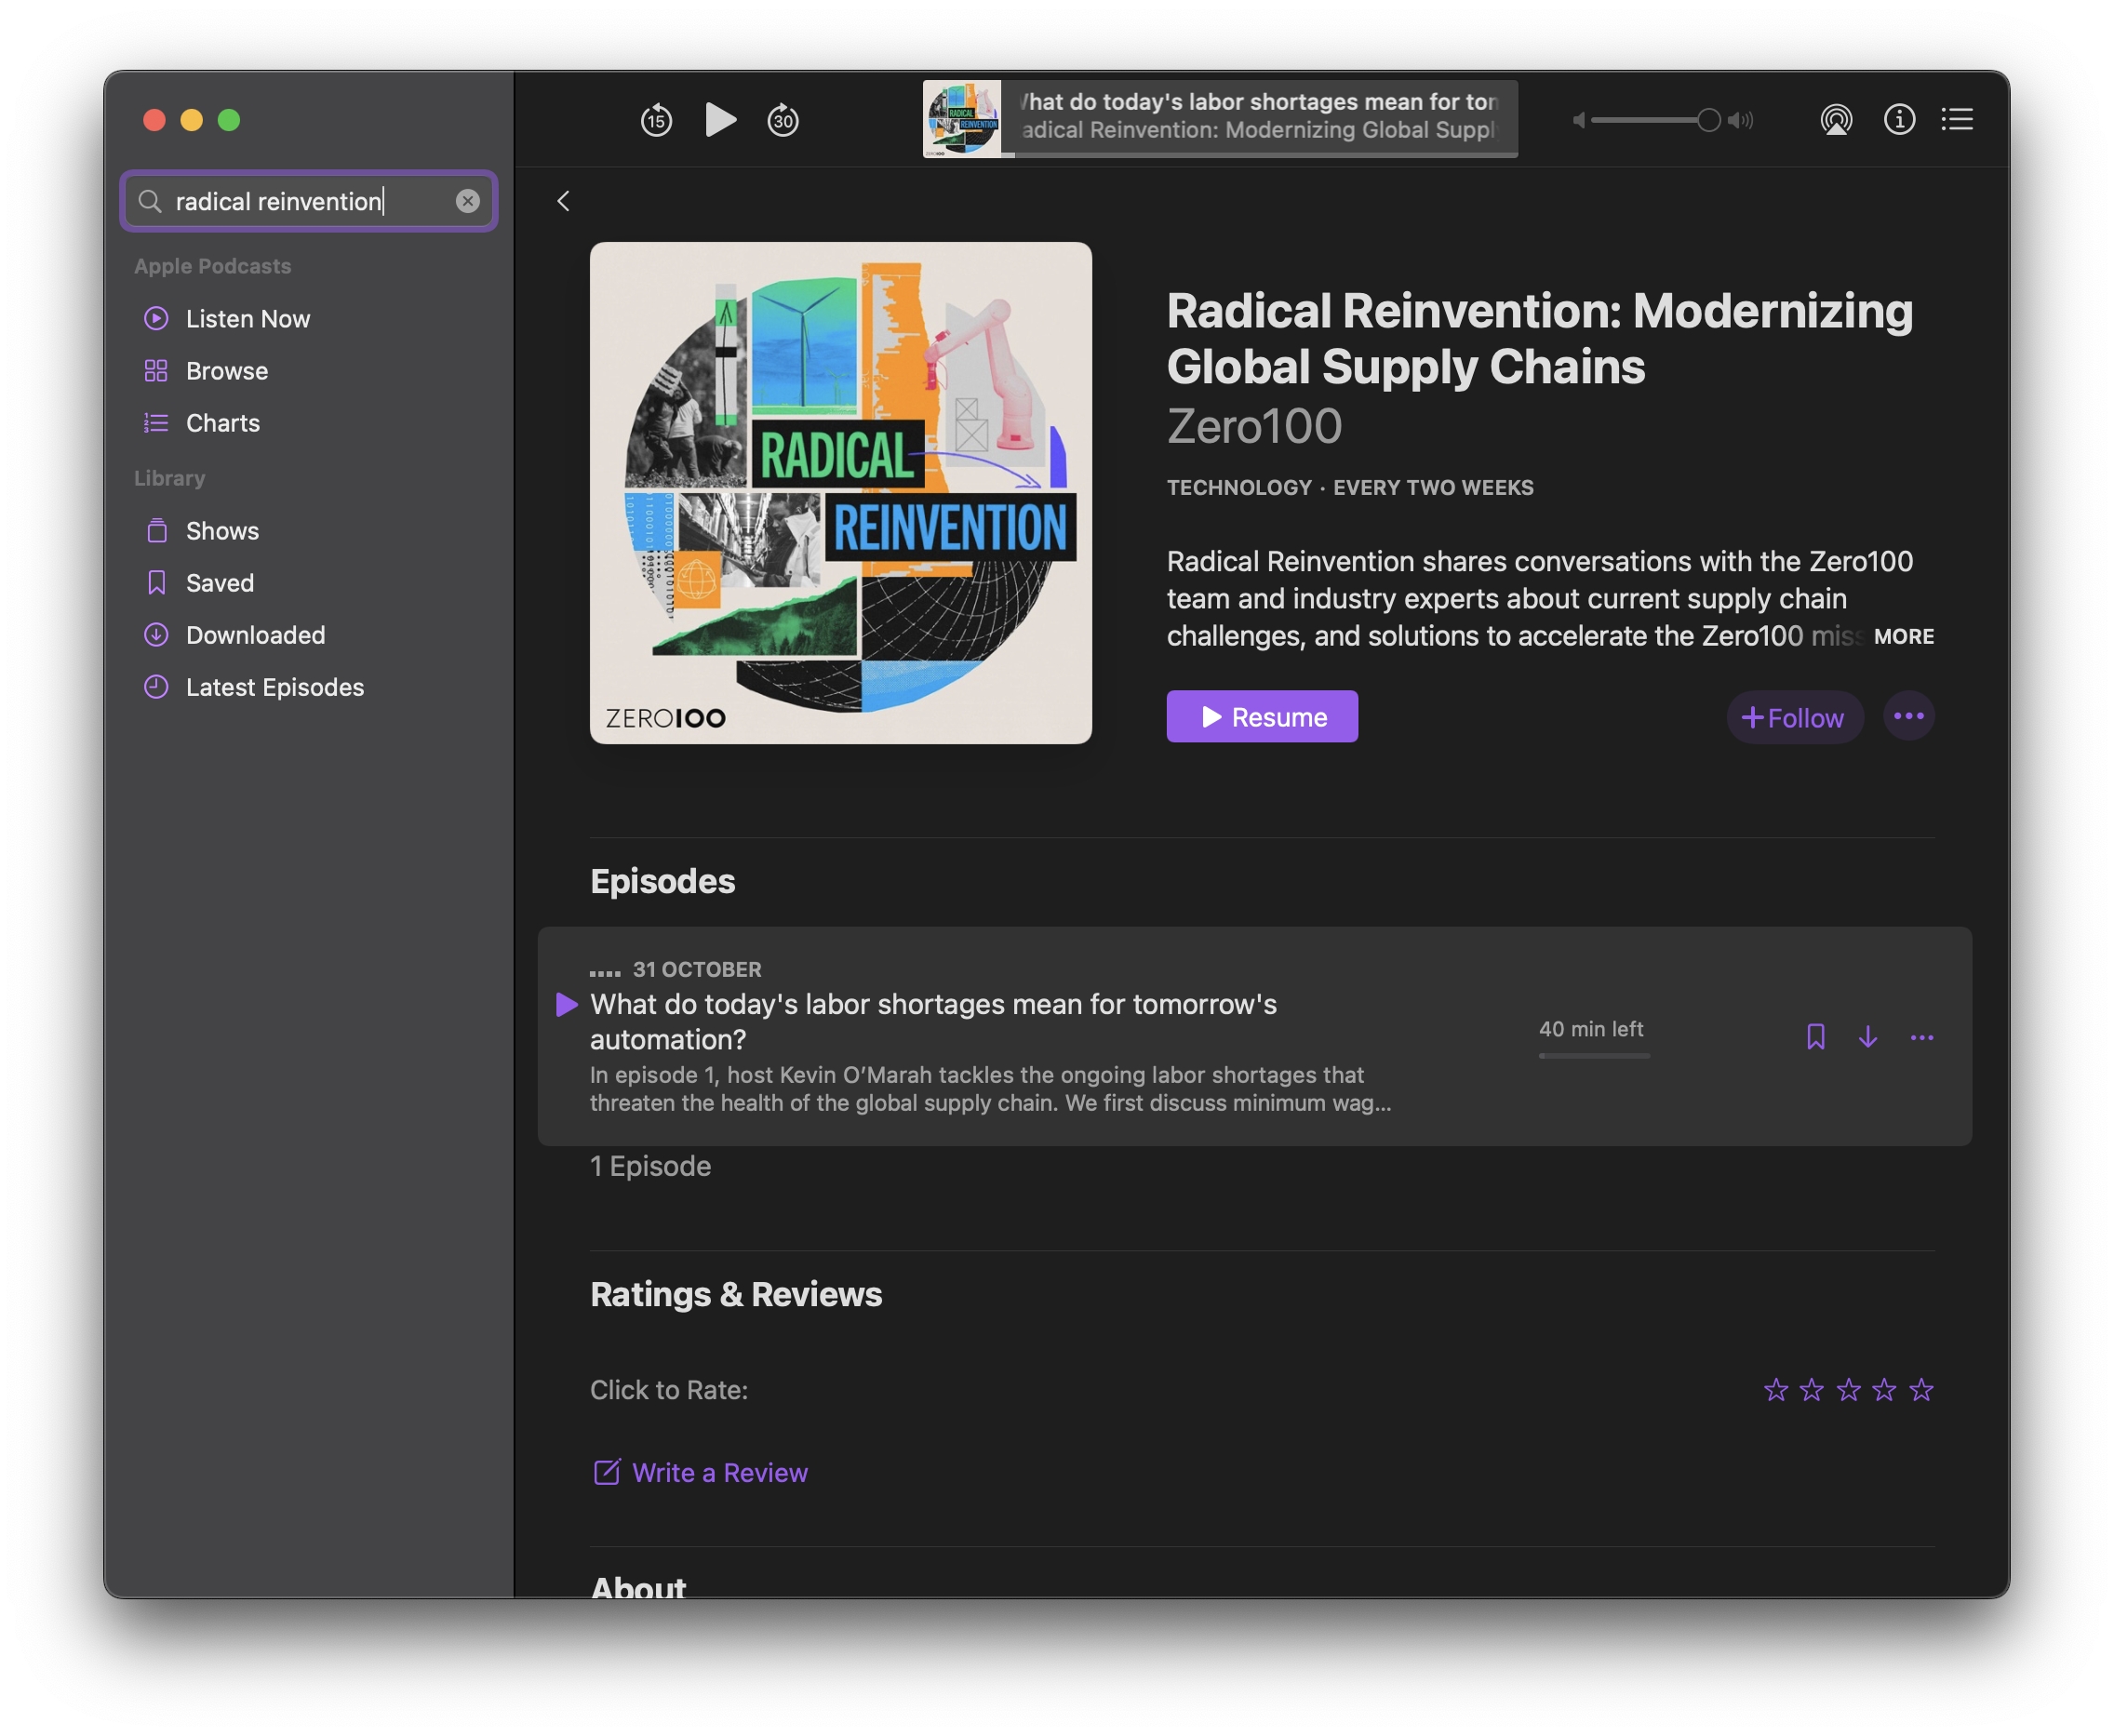 radical reinvention
Apple Podcasts
Listen Now
Browse
Charts
Library
Shows
Saved
Downloaded
Latest Episodes
15
30
hat do today's labor shortages mean for
adical Reinvention: Modernizing Global
RADICAL
REINVENTION
ZERO100
Radical Reinvention: Modernizing
Global Supply Chains
Zero100
TECHNOLOGY · EVERY TWO WEEKS
Radical Reinvention shares conversations with the Zero100
team and industry experts about current supply chain
challenges, and solutions to accelerate the Zero100 miss MORE
Resume
+Follow
Episodes
31 OCTOBER
What do today's labor shortages mean for tomorrow's
automation?
In episode 1, host Kevin O’Marah tackles the ongoing labor shortages that
threaten the health of the global supply chain. We first discuss minimum wag...
40 min left
1 Episode
Ratings & Reviews
Click to Rate:
Write a Review
About